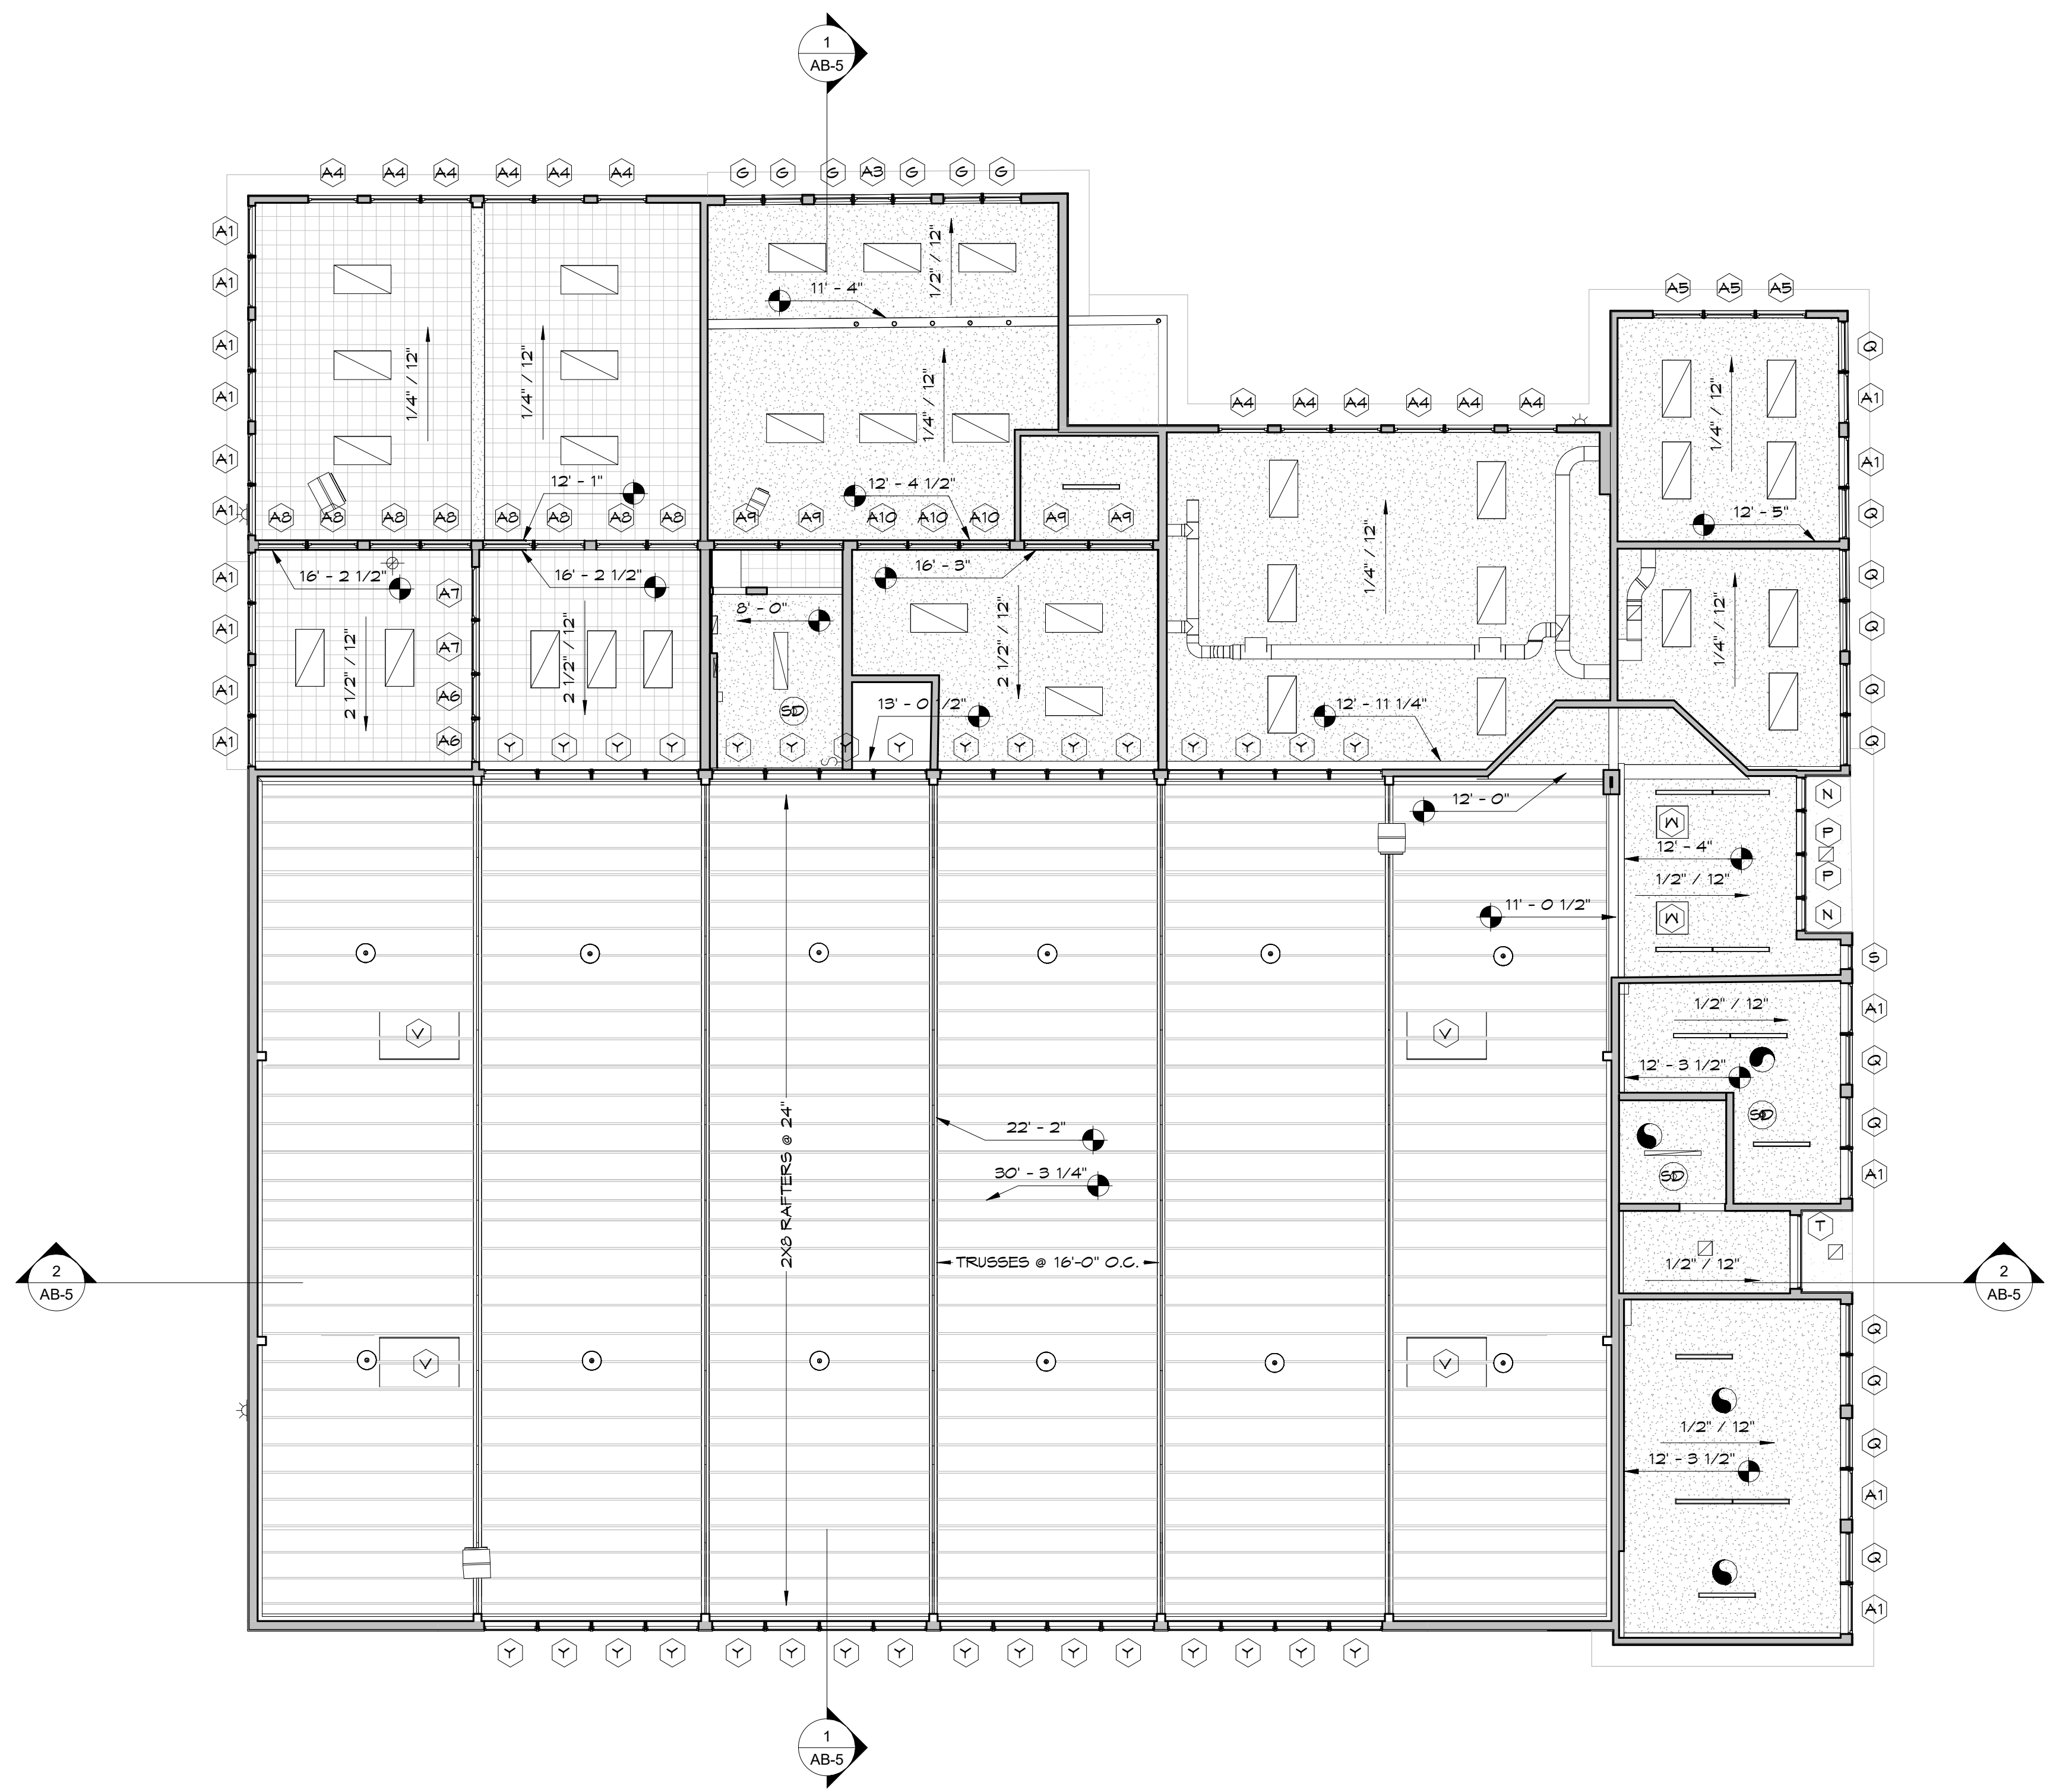 1
AB-5
A4 A4 A4 A4 A4 A4 G G G A3 G G G
A1
A1
A1
A1
A1
A1
1/4" / 12"
1/4" / 12"
1/2" / 12"
11' - 4"
1/4" / 12"
12' - 1"
12' - 4 1/2"
A8 A8 A8 A8 A8 A8 A8 A8 A9 A9 A10 A10 A10 A9 A9
A4 A4 A4 A4 A4 A4
1/4" / 12"
A5 A5 A5
Q
A1
A1
Q
1/4" / 12"
12' - 5"
A1
A1
A1
A1
16' - 2 1/2"
2 1/2" / 12"
A7
A7
A6
A6
16' - 2 1/2"
2 1/2" / 12"
8' - 0"
SD
16' - 3"
2 1/2" / 12"
13' - 0 1/2"
12' - 11 1/4"
1/4" / 12"
Q
Q
Q
Q
Y Y Y Y Y Y Y Y Y Y Y Y Y Y Y Y
S
12' - 0"
W
12' - 4"
1/2" / 12"
W
N
P
P
N
11' - 0 1/2"
S
V
V
1/2" / 12"
12' - 3 1/2"
SD
SD
A1
Q
Q
A1
2X8 RAFTERS @ 24"
22' - 2"
30' - 3 1/4"
TRUSSES @ 16'-0" O.C.
T
1/2" / 12"
2
AB-5
2
AB-5
V
V
1/2" / 12"
12' - 3 1/2"
Q
Q
Q
A1
Q
A1
Y Y Y Y Y Y Y Y Y Y Y Y Y Y Y Y
1
AB-5